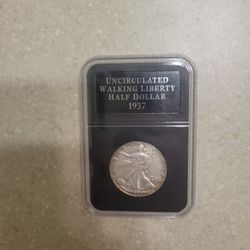 UNCIRCULATED
WALKING LIBERTY
HALF DOLLAR
1937